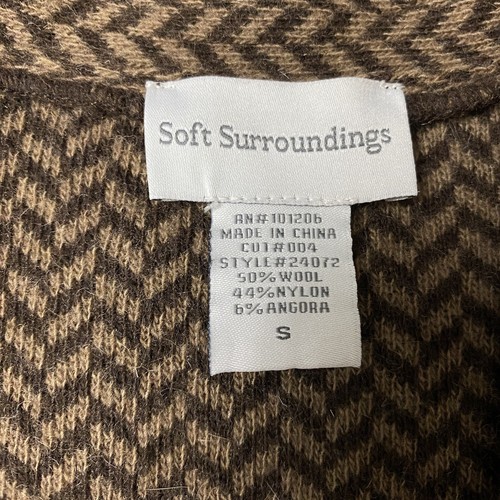 Soft Surroundings
RN#101206
MADE IN CHINA
CUT#004
STYLE#24072
50%WOOL
44%NYLON
6%ANGORA
S